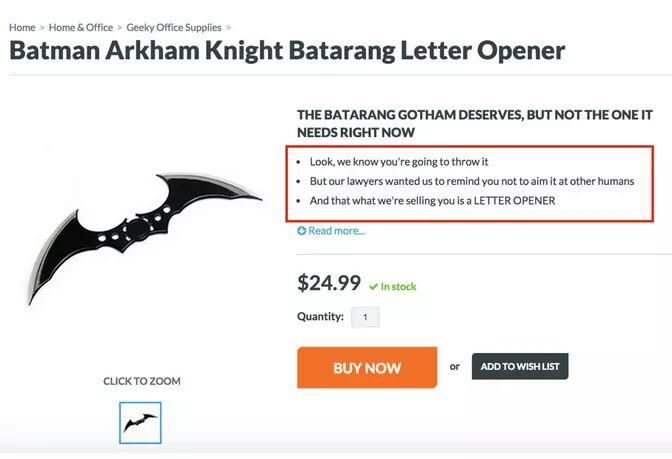 Home > Home & Office > Geeky Office Supplies >
Batman Arkham Knight Batarang Letter Opener
THE BATARANG GOTHAM DESERVES, BUT NOT THE ONE IT
NEEDS RIGHT NOW
• Look, we know you're going to throw it
• But our lawyers wanted us to remind you not to aim it at other humans
• And that what we're selling you is a LETTER OPENER
Read more...
$24.99 ✓ In stock
Quantity: 1
BUY NOW or ADD TO WISH LIST
CLICK TO ZOOM